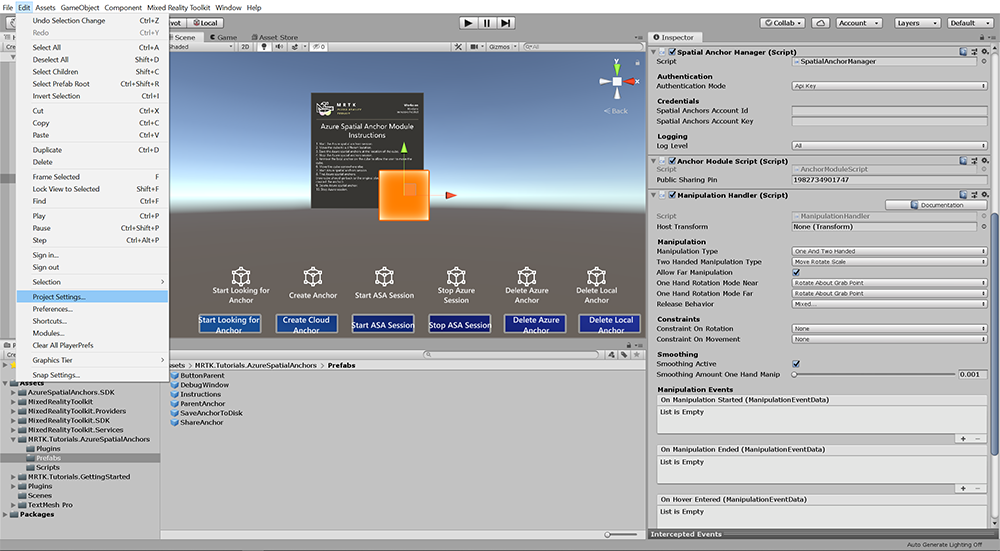 File Edit Assets GameObject Component Mixed Reality Toolkit Window Help
Undo Selection Change Ctrl+Z
Redo Ctrl+Y
Select All Ctrl+A
Deselect All Shift+D
Select Children Shift+C
Select Prefab Root Ctrl+Shift+R
Invert Selection Ctrl+I
Cut Ctrl+X
Copy Ctrl+C
Paste Ctrl+V
Duplicate Ctrl+D
Delete
Frame Selected F
Lock View to Selected Shift+F
Find Ctrl+F
Play Ctrl+P
Pause Ctrl+Shift+P
Step Ctrl+Alt+P
Sign in...
Sign out
Selection
Project Settings...
Preferences...
Shortcuts...
Modules...
Clear All PlayerPrefs
Graphics Tier
Snap Settings...
Local
Collab
Account
Layers
Default
Scene Game Asset Store
Shaded 2D 0 Gizmos All
MRTK
Azure Spatial Anchor Module
Instructions
Back
Start Looking for
Anchor
Create Anchor
Start ASA Session
Stop Azure
Session
Delete Azure
Anchor
Delete Local
Anchor
Start Looking for
Anchor
Create Cloud
Anchor
Start ASA Session
Stop ASA Session
Delete Azure
Anchor
Delete Local
Anchor
Assets
AzureSpatialAnchors.SDK
MixedRealityToolkit
MixedRealityToolkit.Providers
MixedRealityToolkit.SDK
MixedRealityToolkit.Services
MRTK.Tutorials.AzureSpatialAnchors
Plugins
Prefabs
Scripts
MRTK.Tutorials.GettingStarted
Plugins
Scenes
TextMesh Pro
Packages
MRTK.Tutorials.AzureSpatialAnchors Prefabs
ButtonParent
DebugWindow
Instructions
ParentAnchor
SaveAnchorToDisk
ShareAnchor
Inspector
Spatial Anchor Manager (Script)
Script SpatialAnchorManager
Authentication
Authentication Mode Api Key
Credentials
Spatial Anchors Account Id
Spatial Anchors Account Key
Logging
Log Level All
Anchor Module Script (Script)
Script AnchorModuleScript
Public Sharing Pin 1982734901747
Manipulation Handler (Script)
Documentation
Script ManipulationHandler
Host Transform None (Transform)
Manipulation
Manipulation Type One And Two Handed
Two Handed Manipulation Type Move Rotate Scale
Allow Far Manipulation
One Hand Rotation Mode Near Rotate About Grab Point
One Hand Rotation Mode Far Rotate About Grab Point
Release Behavior Mixed...
Constraints
Constraint On Rotation None
Constraint On Movement None
Smoothing
Smoothing Active
Smoothing Amount One Hand Manip 0.001
Manipulation Events
On Manipulation Started (ManipulationEventData)
List is Empty
On Manipulation Ended (ManipulationEventData)
List is Empty
On Hover Entered (ManipulationEventData)
List is Empty
Intercepted Events
Auto Generate Lighting Off